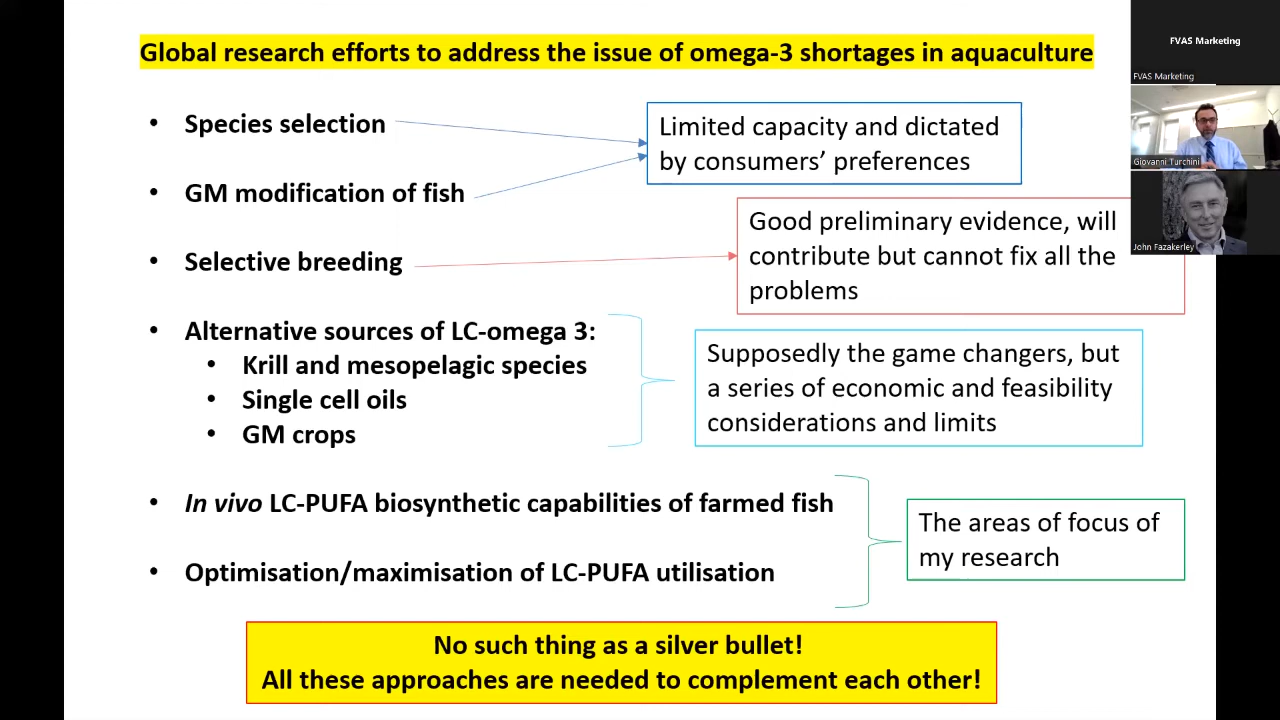 Global research efforts to address the issue of omega-3 shortages in aquaculture
• Species selection
Limited capacity and dictated
by consumers’ preferences
• GM modification of fish
• Selective breeding
Good preliminary evidence, will
contribute but cannot fix all the
problems
• Alternative sources of LC-omega 3:
• Krill and mesopelagic species
• Single cell oils
• GM crops
Supposedly the game changers, but
a series of economic and feasibility
considerations and limits
• In vivo LC-PUFA biosynthetic capabilities of farmed fish
• Optimisation/maximisation of LC-PUFA utilisation
The areas of focus of
my research
No such thing as a silver bullet!
All these approaches are needed to complement each other!
FVAS Marketing
FVAS Marketing
Giovanni Turchini
John Fazakerley